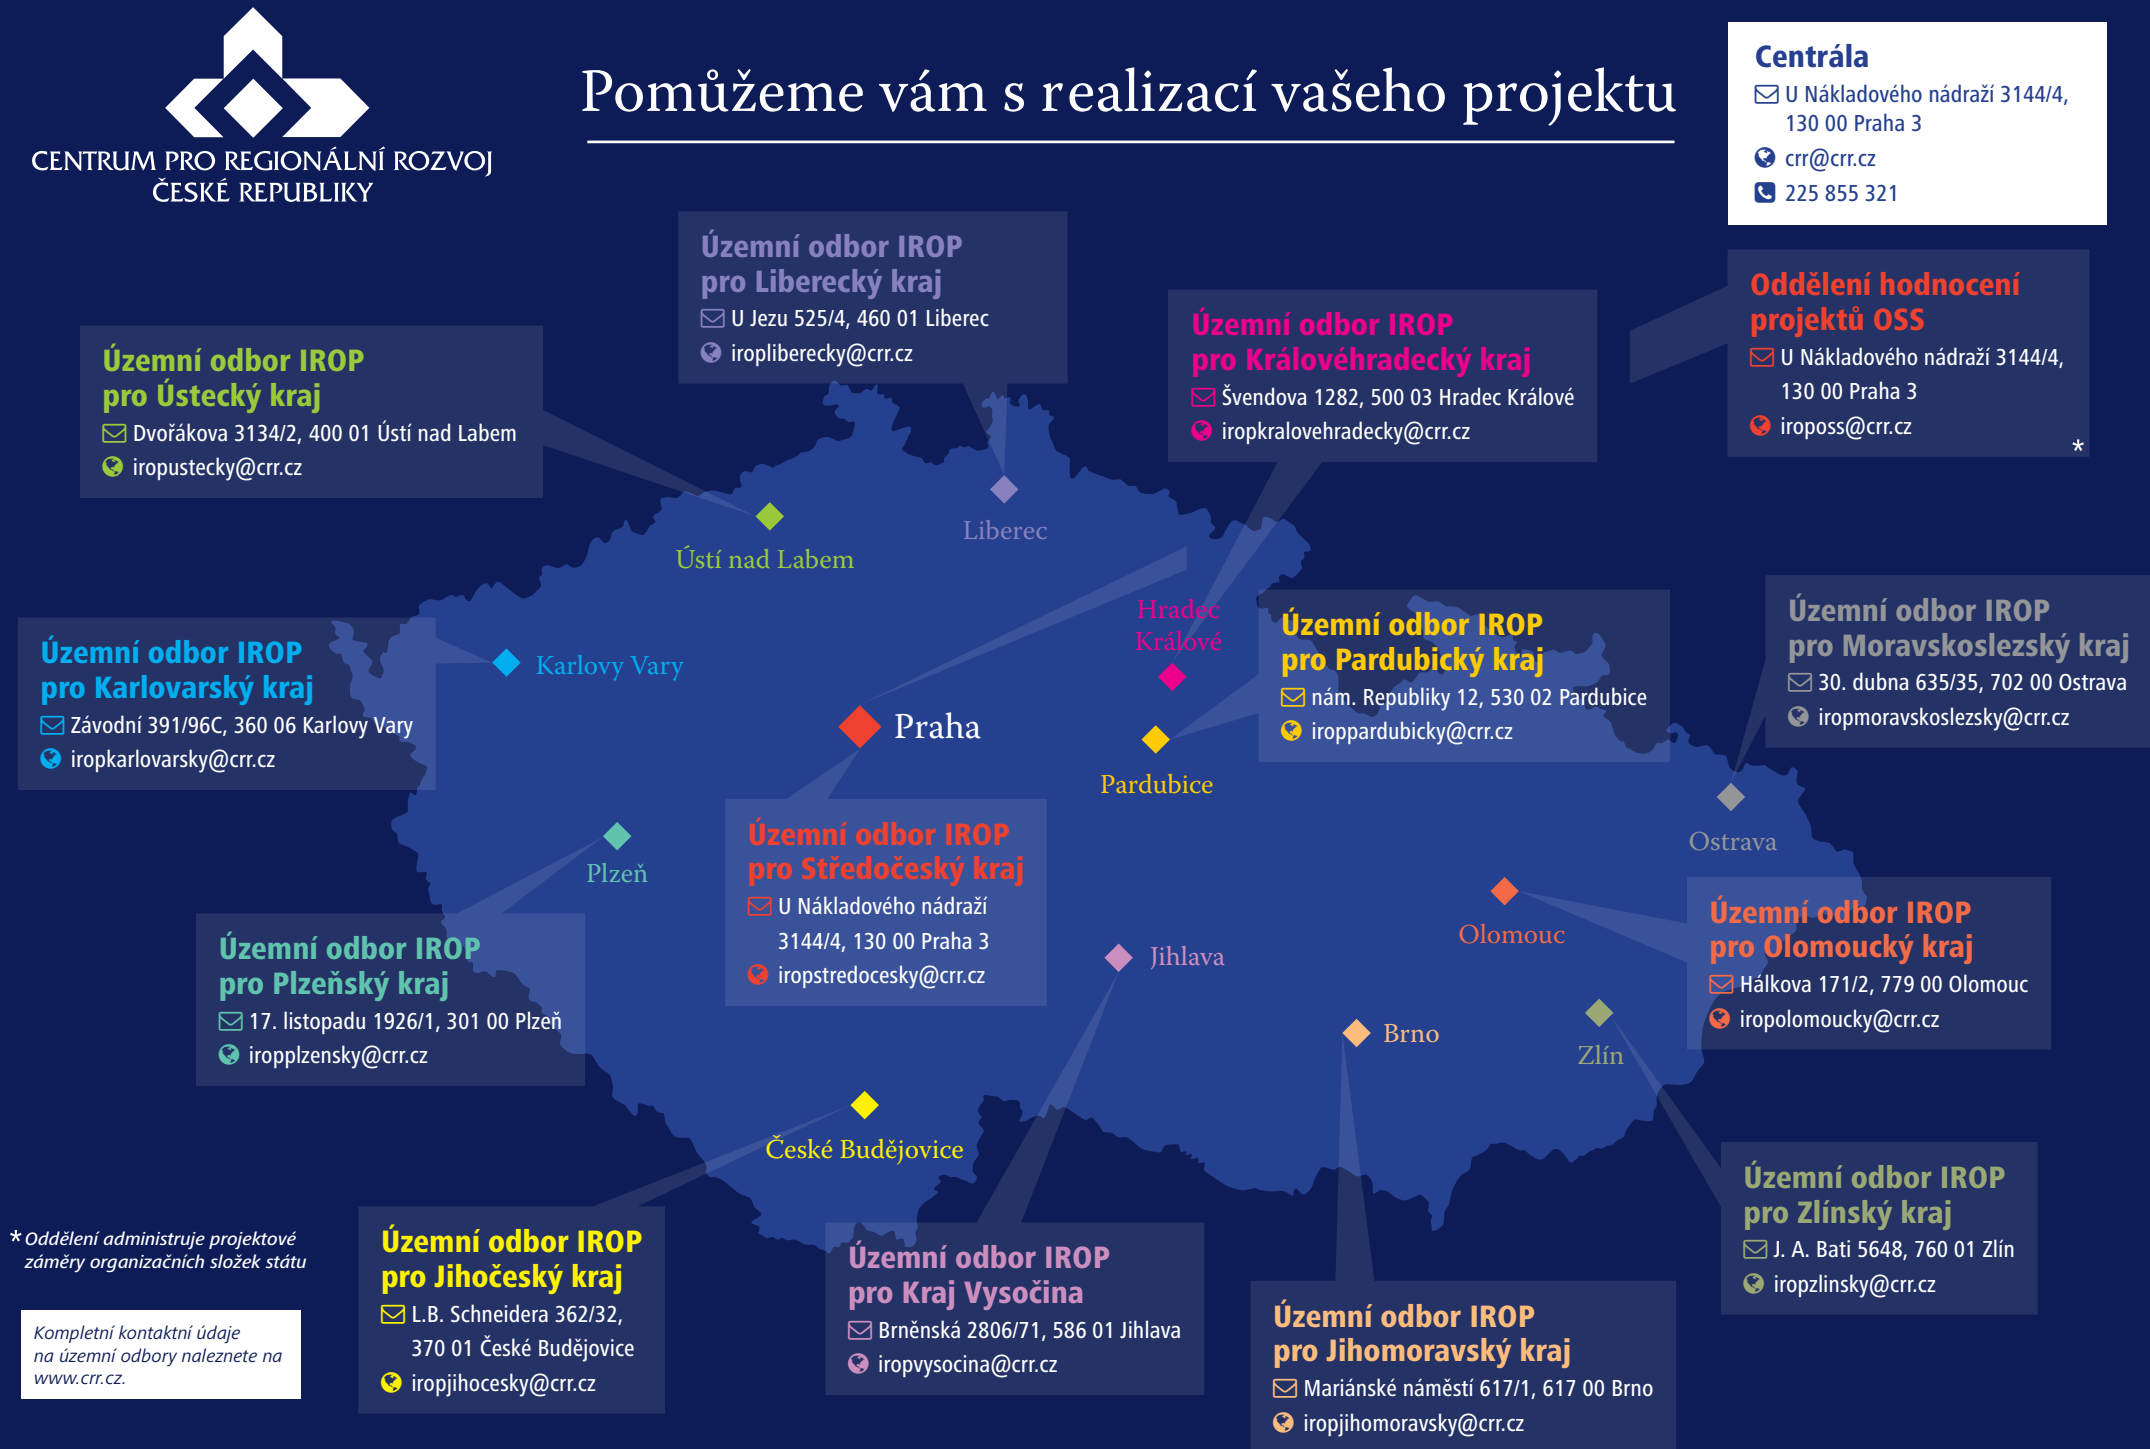 CENTRUM PRO REGIONÁLNÍ ROZVOJ
ČESKÉ REPUBLIKY
Pomůžeme vám s realizací vašeho projektu
Centrála
U Nákladového nádraží 3144/4,
130 00 Praha 3
crr@crr.cz
225 855 321
Územní odbor IROP
pro Liberecký kraj
U Jezu 525/4, 460 01 Liberec
iropliberecky@crr.cz
Oddělení hodnocení
projektů OSS
U Nákladového nádraží 3144/4,
130 00 Praha 3
iroposs@crr.cz
*
Územní odbor IROP
pro Královéhradecký kraj
Švendova 1282, 500 03 Hradec Králové
iropkralovehradecky@crr.cz
Územní odbor IROP
pro Ústecký kraj
Dvořákova 3134/2, 400 01 Ústí nad Labem
iropustecky@crr.cz
Liberec
Ústí nad Labem
Hradec
Králové
Územní odbor IROP
pro Karlovarský kraj
Závodní 391/96C, 360 06 Karlovy Vary
iropkarlovarsky@crr.cz
Karlovy Vary
Praha
Územní odbor IROP
pro Pardubický kraj
nám. Republiky 12, 530 02 Pardubice
iroppardubicky@crr.cz
Pardubice
Územní odbor IROP
pro Moravskoslezský kraj
30. dubna 635/35, 702 00 Ostrava
iropmoravskoslezsky@crr.cz
Ostrava
Plzeň
Územní odbor IROP
pro Středočeský kraj
U Nákladového nádraží
3144/4, 130 00 Praha 3
iropstredocesky@crr.cz
Územní odbor IROP
pro Plzeňský kraj
17. listopadu 1926/1, 301 00 Plzeň
iropplzensky@crr.cz
Jihlava
Olomouc
Územní odbor IROP
pro Olomoucký kraj
Hálkova 171/2, 779 00 Olomouc
iropolomoucky@crr.cz
Brno
Zlín
České Budějovice
Územní odbor IROP
pro Zlínský kraj
J. A. Bati 5648, 760 01 Zlín
iropzlinsky@crr.cz
* Oddělení administruje projektové
záměry organizačních složek státu
Kompletní kontaktní údaje
na územní odbory naleznete na
www.crr.cz.
Územní odbor IROP
pro Jihočeský kraj
L.B. Schneidera 362/32,
370 01 České Budějovice
iropjihocesky@crr.cz
Územní odbor IROP
pro Kraj Vysočina
Brněnská 2806/71, 586 01 Jihlava
iropvysocina@crr.cz
Územní odbor IROP
pro Jihomoravský kraj
Mariánské náměstí 617/1, 617 00 Brno
iropjihomoravsky@crr.cz